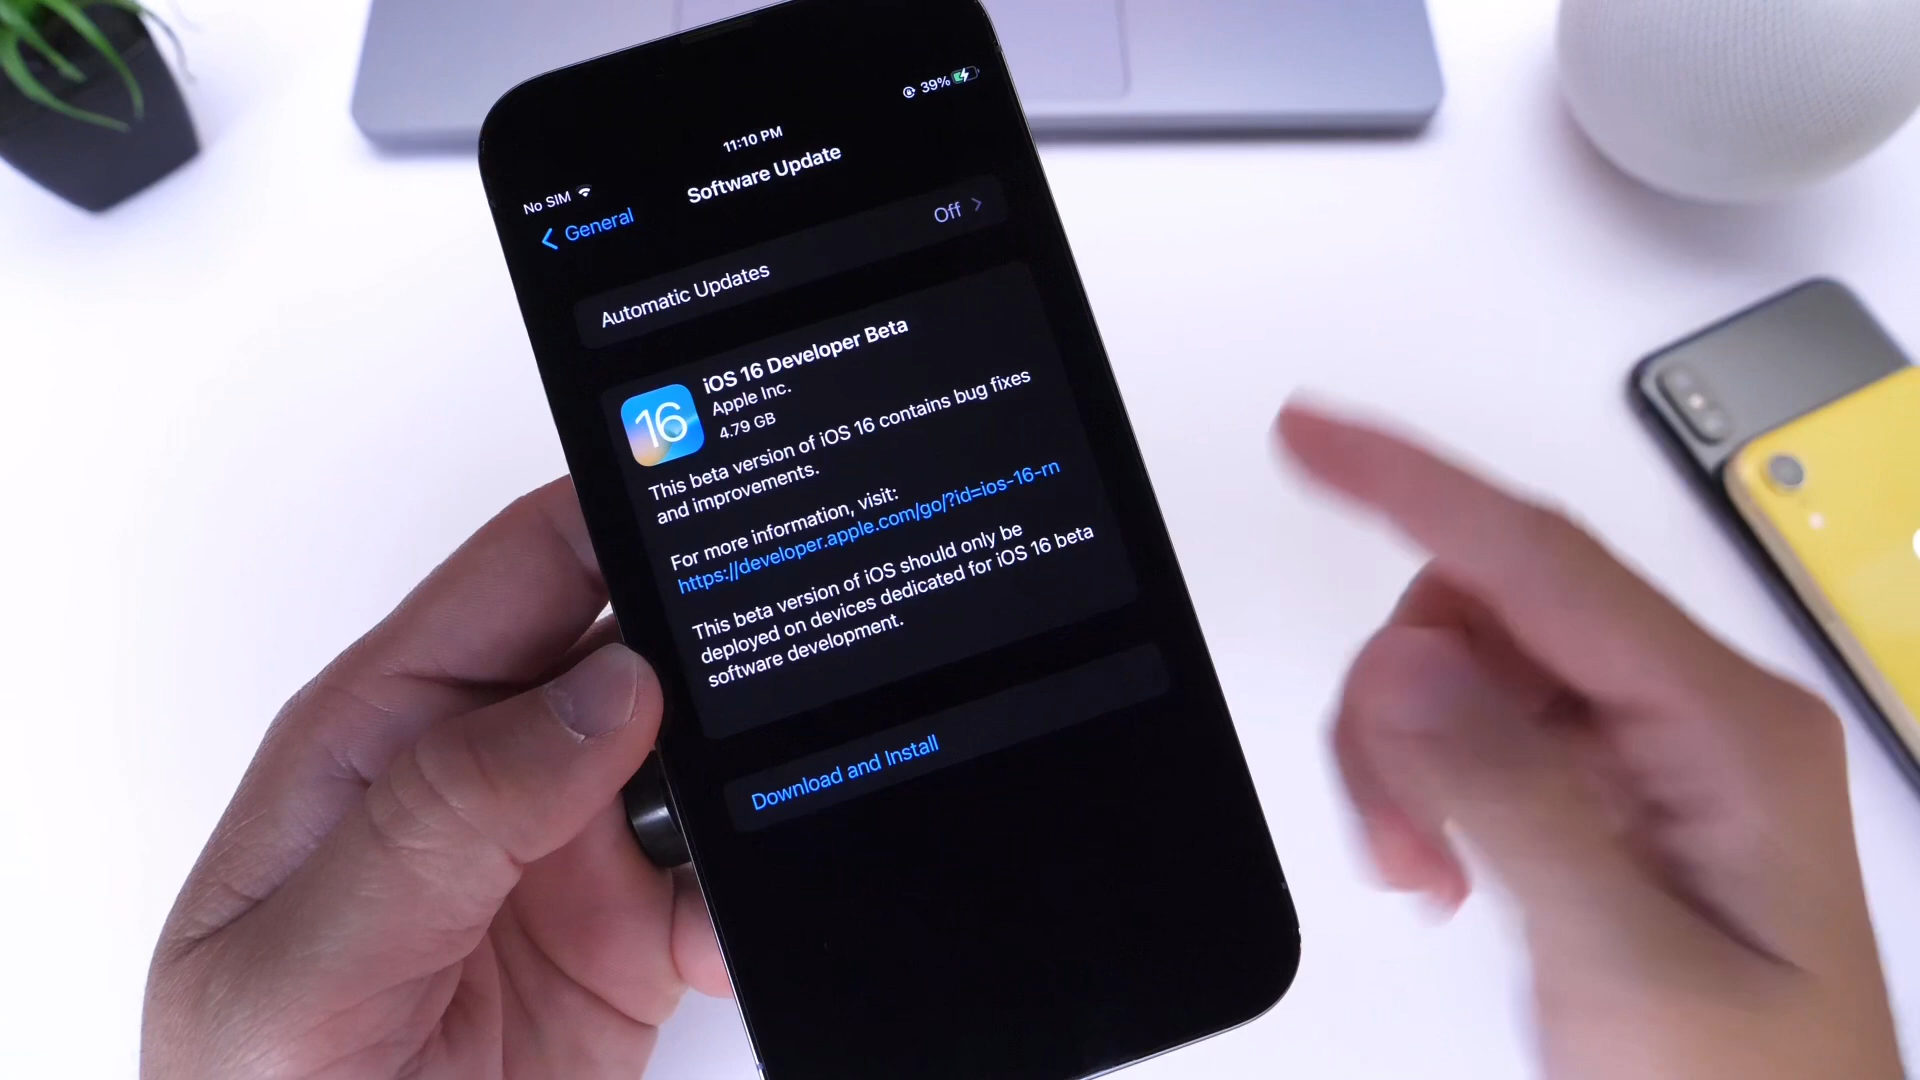 39%
11:10 PM
No SIM
Software Update
General
Automatic Updates Off
16
iOS 16 Developer Beta
Apple Inc.
4.79 GB
This beta version of iOS 16 contains bug fixes
and improvements.
For more information, visit:
https://developer.apple.com/go/?id=ios-16-rn
This beta version of iOS should only be
deployed on devices dedicated for iOS 16 beta
software development.
Download and Install